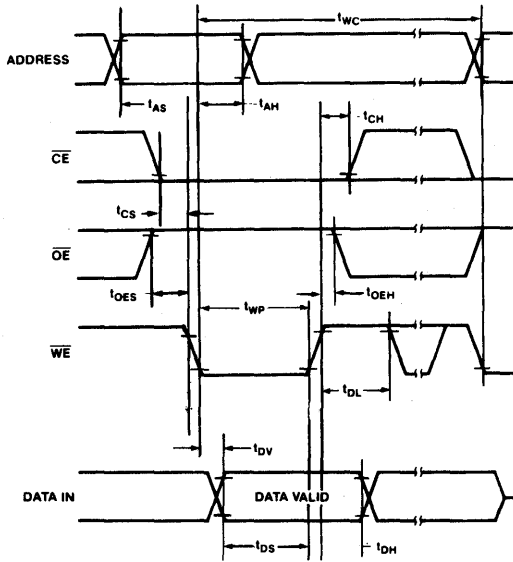 tWC
ADDRESS
tAS
tAH
tCH
CE
tCS
OE
tOES
tWP
tOEH
WE
tDL
tDV
DATA IN
DATA VALID
tDS
tDH